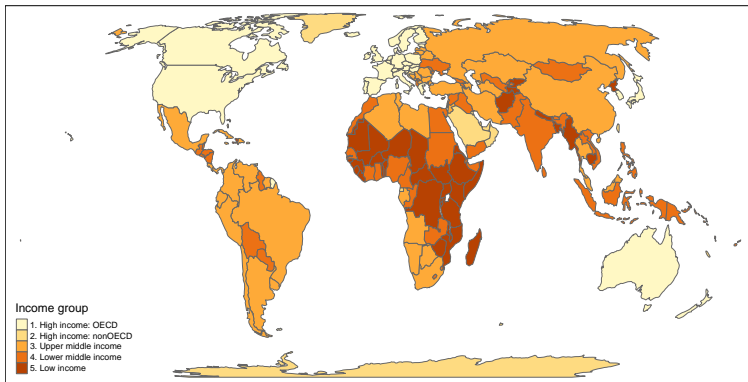 Income group
1. High income: OECD
2. High income: nonOECD
3. Upper middle income
4. Lower middle income
5. Low income